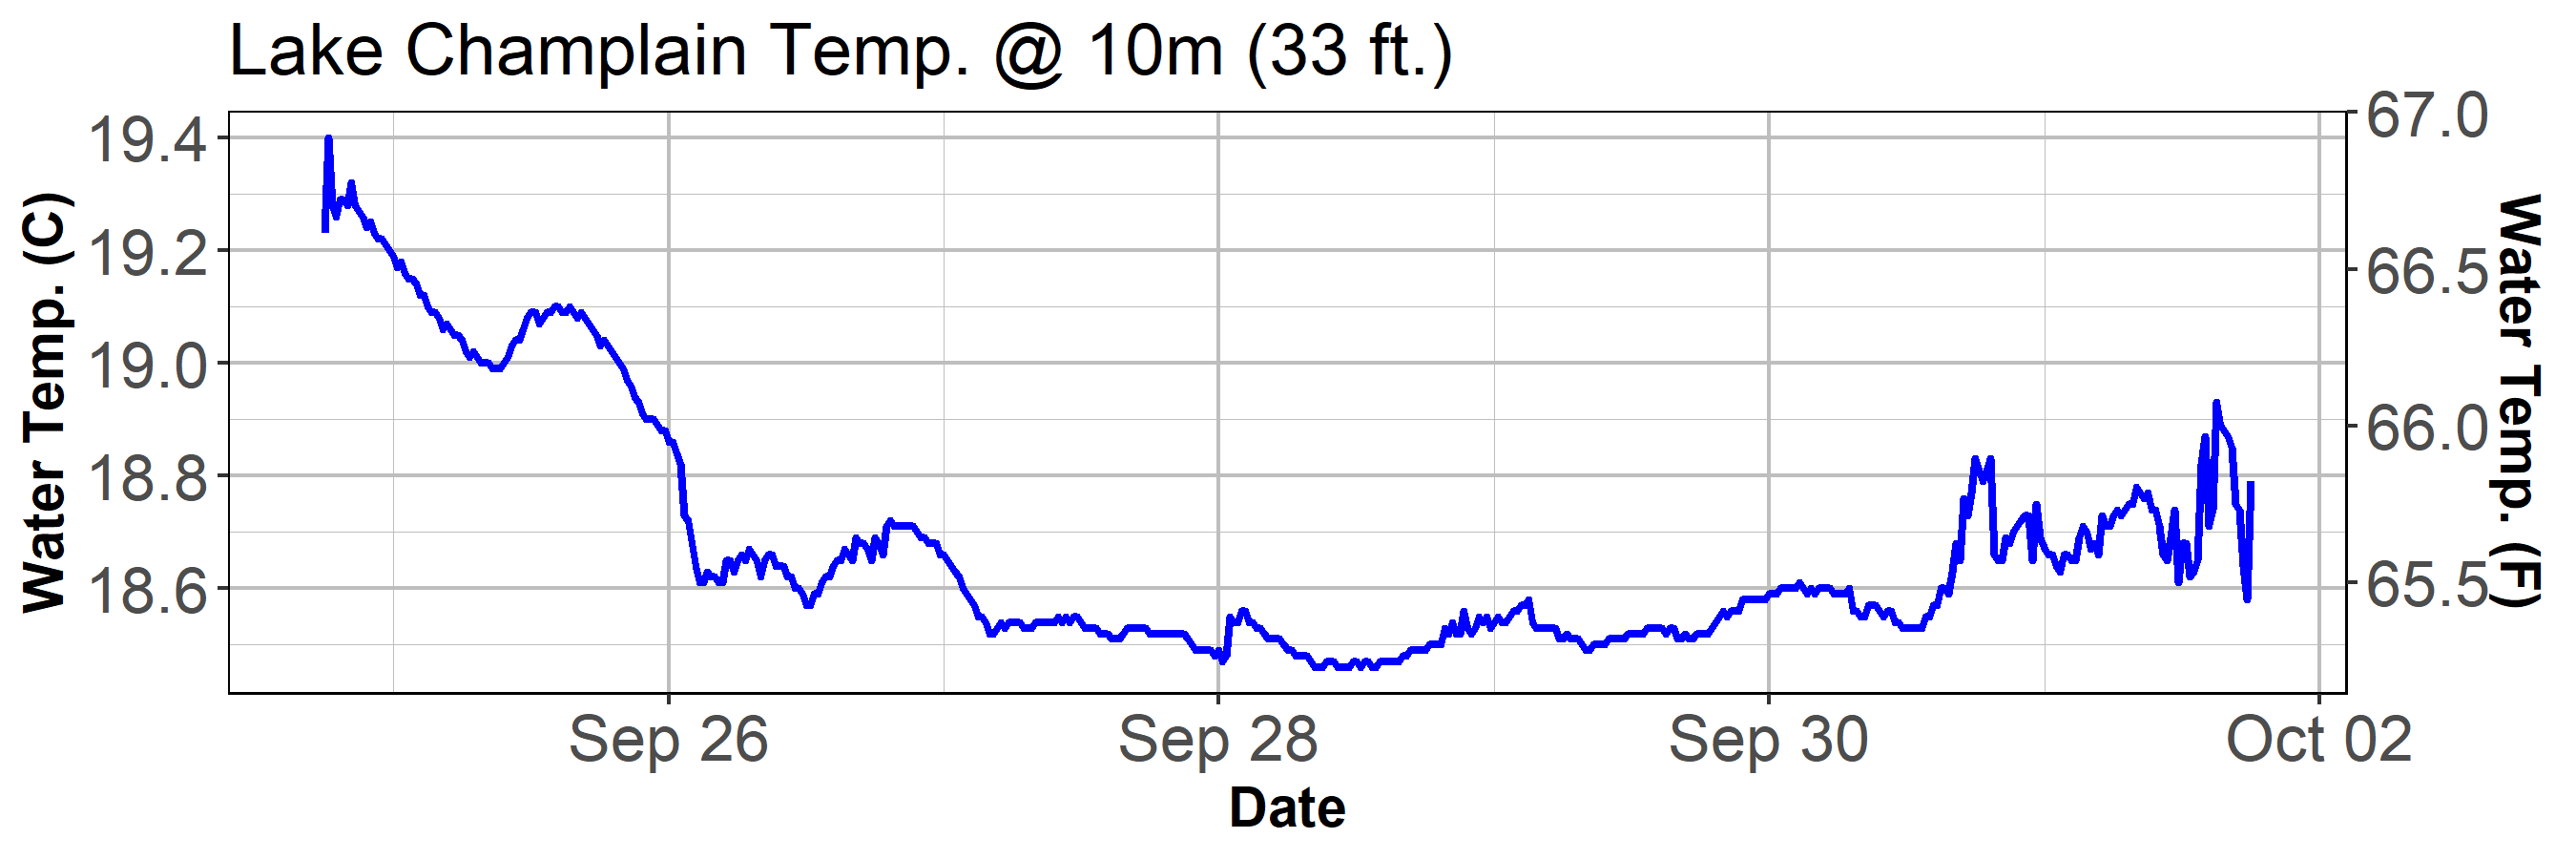 Lake Champlain Temp. @ 10m (33 ft.)
Water Temp. (C)
19.4
19.2
19.0
18.8
18.6
67.0
66.5
66.0
65.5
Water Temp. (F)
Sep 26
Sep 28
Sep 30
Oct 02
Date